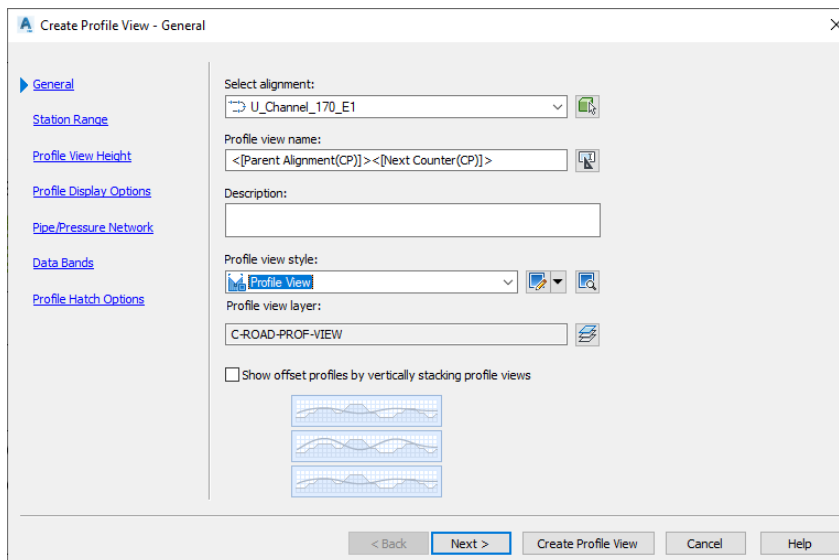 Create Profile View - General
General
Station Range
Profile View Height
Profile Display Options
Pipe/Pressure Network
Data Bands
Profile Hatch Options
Select alignment:
U_Channel_170_E1
Profile view name:
<[Parent Alignment(CP)]><[Next Counter(CP)]>
Description:
Profile view style:
Profile View
Profile view layer:
C-ROAD-PROF-VIEW
Show offset profiles by vertically stacking profile views
< Back Next > Create Profile View Cancel Help